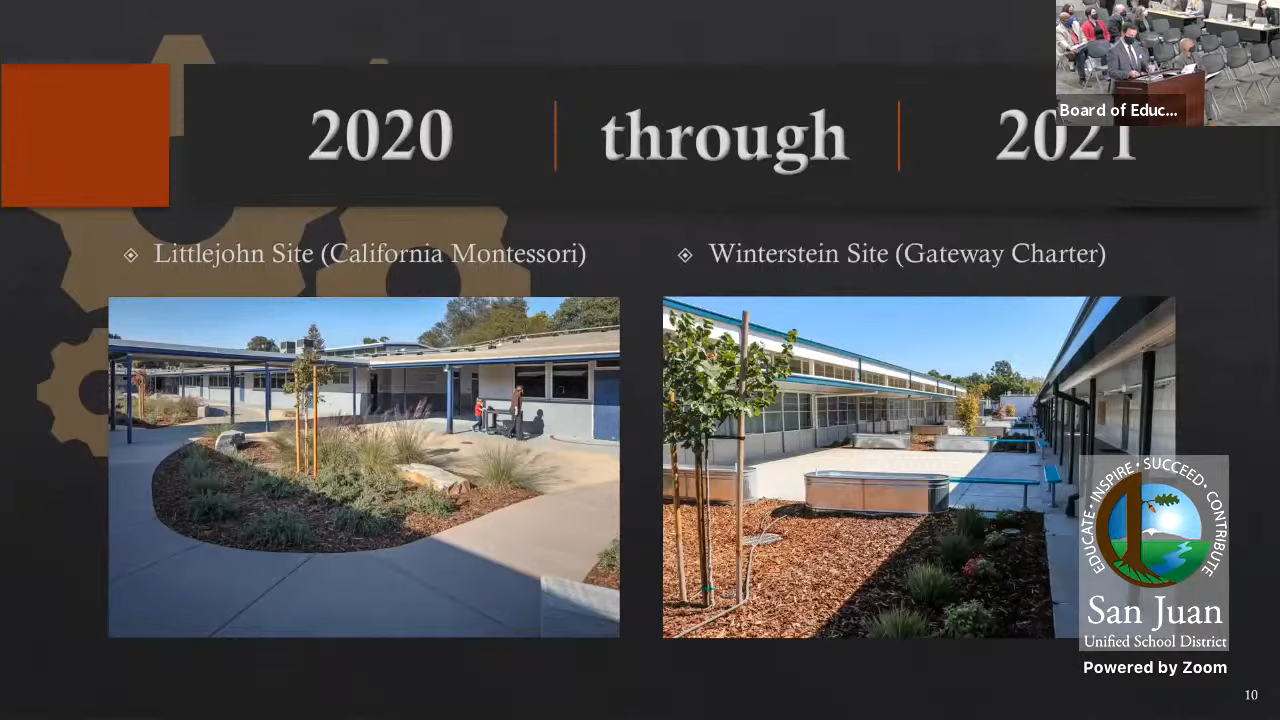 Board of Educ...
2020 through 2021
Littlejohn Site (California Montessori)
Winterstein Site (Gateway Charter)
EDUCATE • INSPIRE • SUCCEED • CONTRIBUTE
San Juan
Unified School District
Powered by Zoom
10